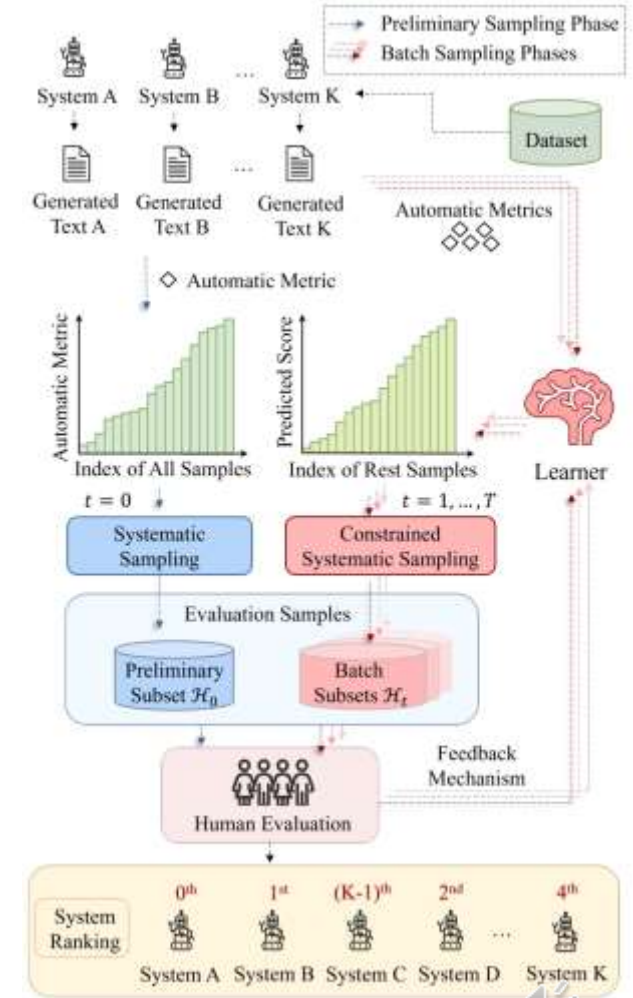 Preliminary Sampling Phase
Batch Sampling Phases
System A
System B
...
System K
Dataset
Generated
Text A
Generated
Text B
...
Generated
Text K
Automatic Metrics
Automatic Metric
Automatic Metric
Index of All Samples
Predicted Score
Index of Rest Samples
Learner
t = 0
t = 1, ..., T
Systematic
Sampling
Constrained
Systematic Sampling
Evaluation Samples
Preliminary
Subset ℋ₀
Batch
Subsets ℋₜ
Feedback
Mechanism
Human Evaluation
System
Ranking
0th
1st
(K-1)th
2nd
4th
...
System A
System B
System C
System D
System K